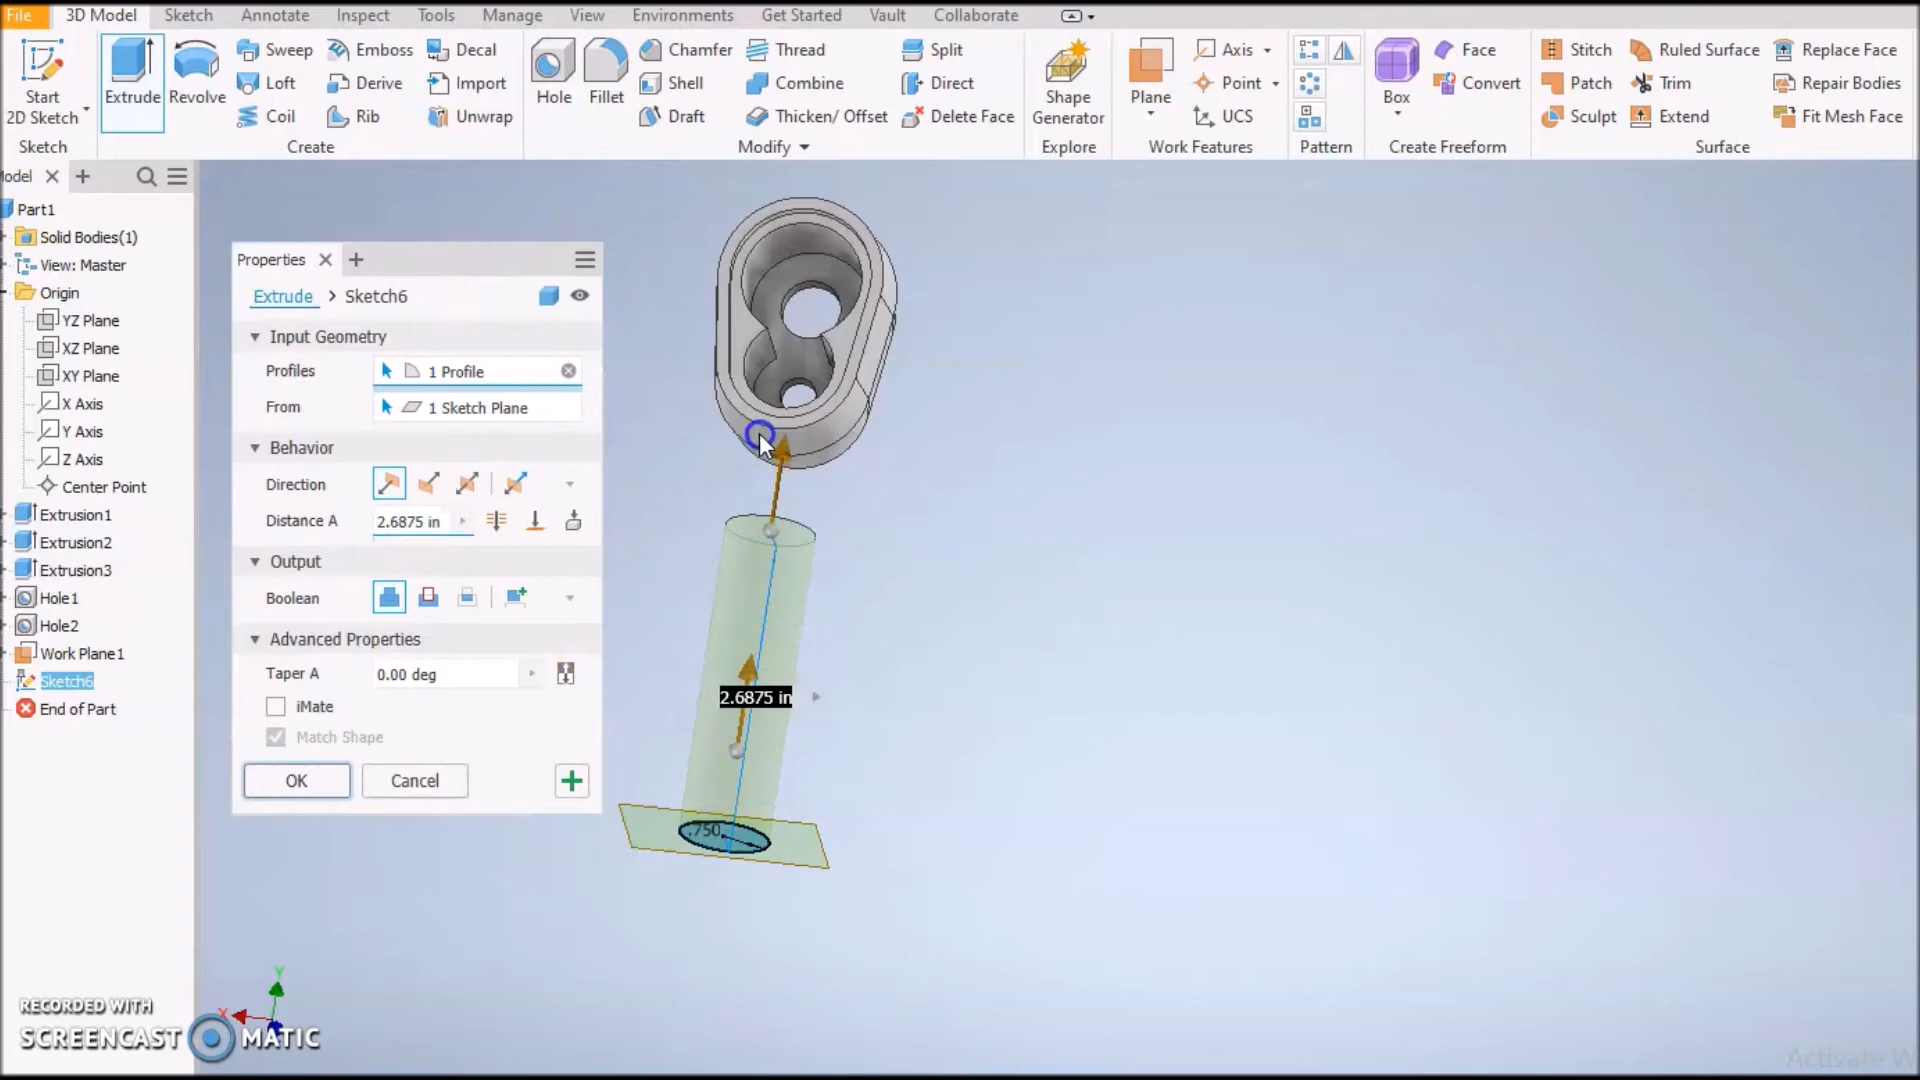 File 3D Model Sketch Annotate Inspect Tools Manage View Environments Get Started Vault Collaborate
Start
2D Sketch
Extrude
Revolve
Sweep
Loft
Coil
Emboss
Derive
Rib
Decal
Import
Unwrap
Hole
Fillet
Chamfer
Shell
Draft
Thread
Combine
Thicken/ Offset
Split
Direct
Delete Face
Shape
Generator
Plane
Axis
Point
UCS
Box
Face
Convert
Stitch
Patch
Sculpt
Ruled Surface
Trim
Extend
Replace Face
Repair Bodies
Fit Mesh Face
Sketch Create Modify Explore Work Features Pattern Create Freeform Surface
odel
Part1
Solid Bodies(1)
View: Master
Origin
YZ Plane
XZ Plane
XY Plane
X Axis
Y Axis
Z Axis
Center Point
Extrusion1
Extrusion2
Extrusion3
Hole1
Hole2
Work Plane1
Sketch6
End of Part
Properties
Extrude > Sketch6
Input Geometry
Profiles 1 Profile
From 1 Sketch Plane
Behavior
Direction
Distance A 2.6875 in
Output
Boolean
Advanced Properties
Taper A 0.00 deg
iMate
Match Shape
OK Cancel
2.6875 in
.750
Y
X
RECORDED WITH
SCREENCAST MATIC
Activate W